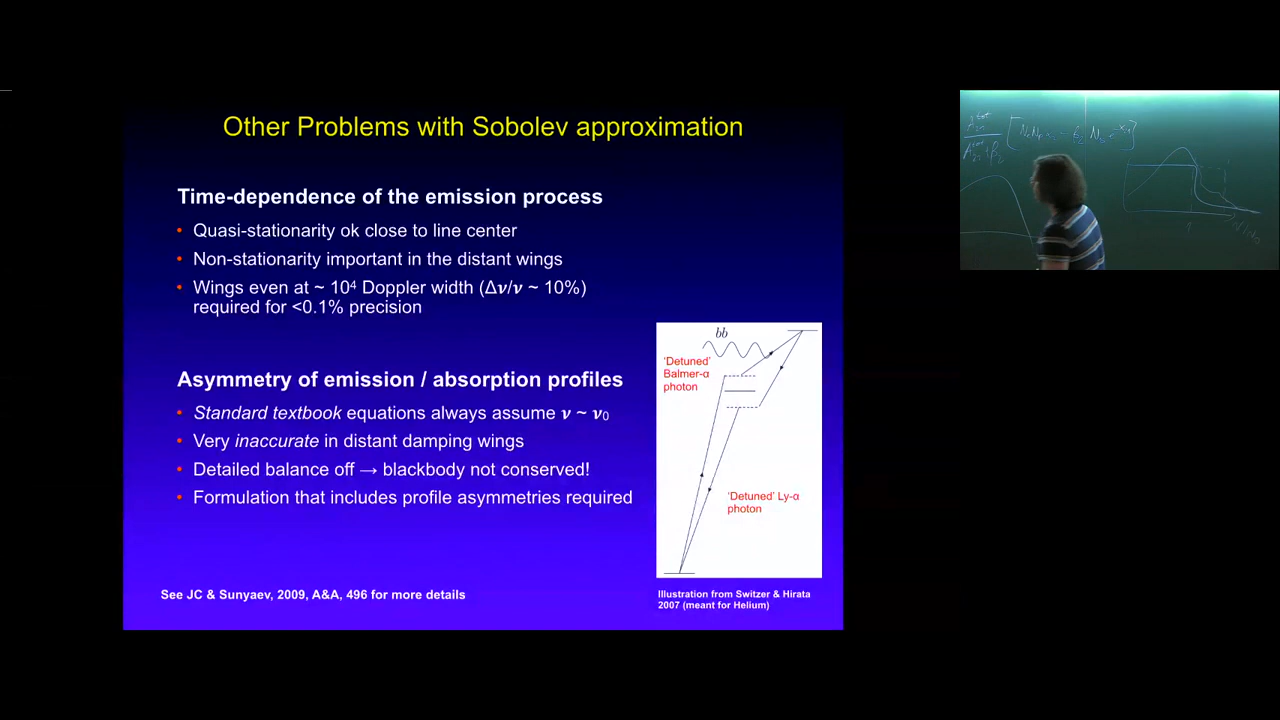 Other Problems with Sobolev approximation
Time-dependence of the emission process
• Quasi-stationarity ok close to line center
• Non-stationarity important in the distant wings
• Wings even at ~ 10⁴ Doppler width (Δν/ν ~ 10%)
required for <0.1% precision
Asymmetry of emission / absorption profiles
• Standard textbook equations always assume ν ~ ν₀
• Very inaccurate in distant damping wings
• Detailed balance off → blackbody not conserved!
• Formulation that includes profile asymmetries required
bb
‘Detuned’
Balmer-α
photon
‘Detuned’ Ly-α
photon
See JC & Sunyaev, 2009, A&A, 496 for more details
Illustration from Switzer & Hirata
2007 (meant for Helium)